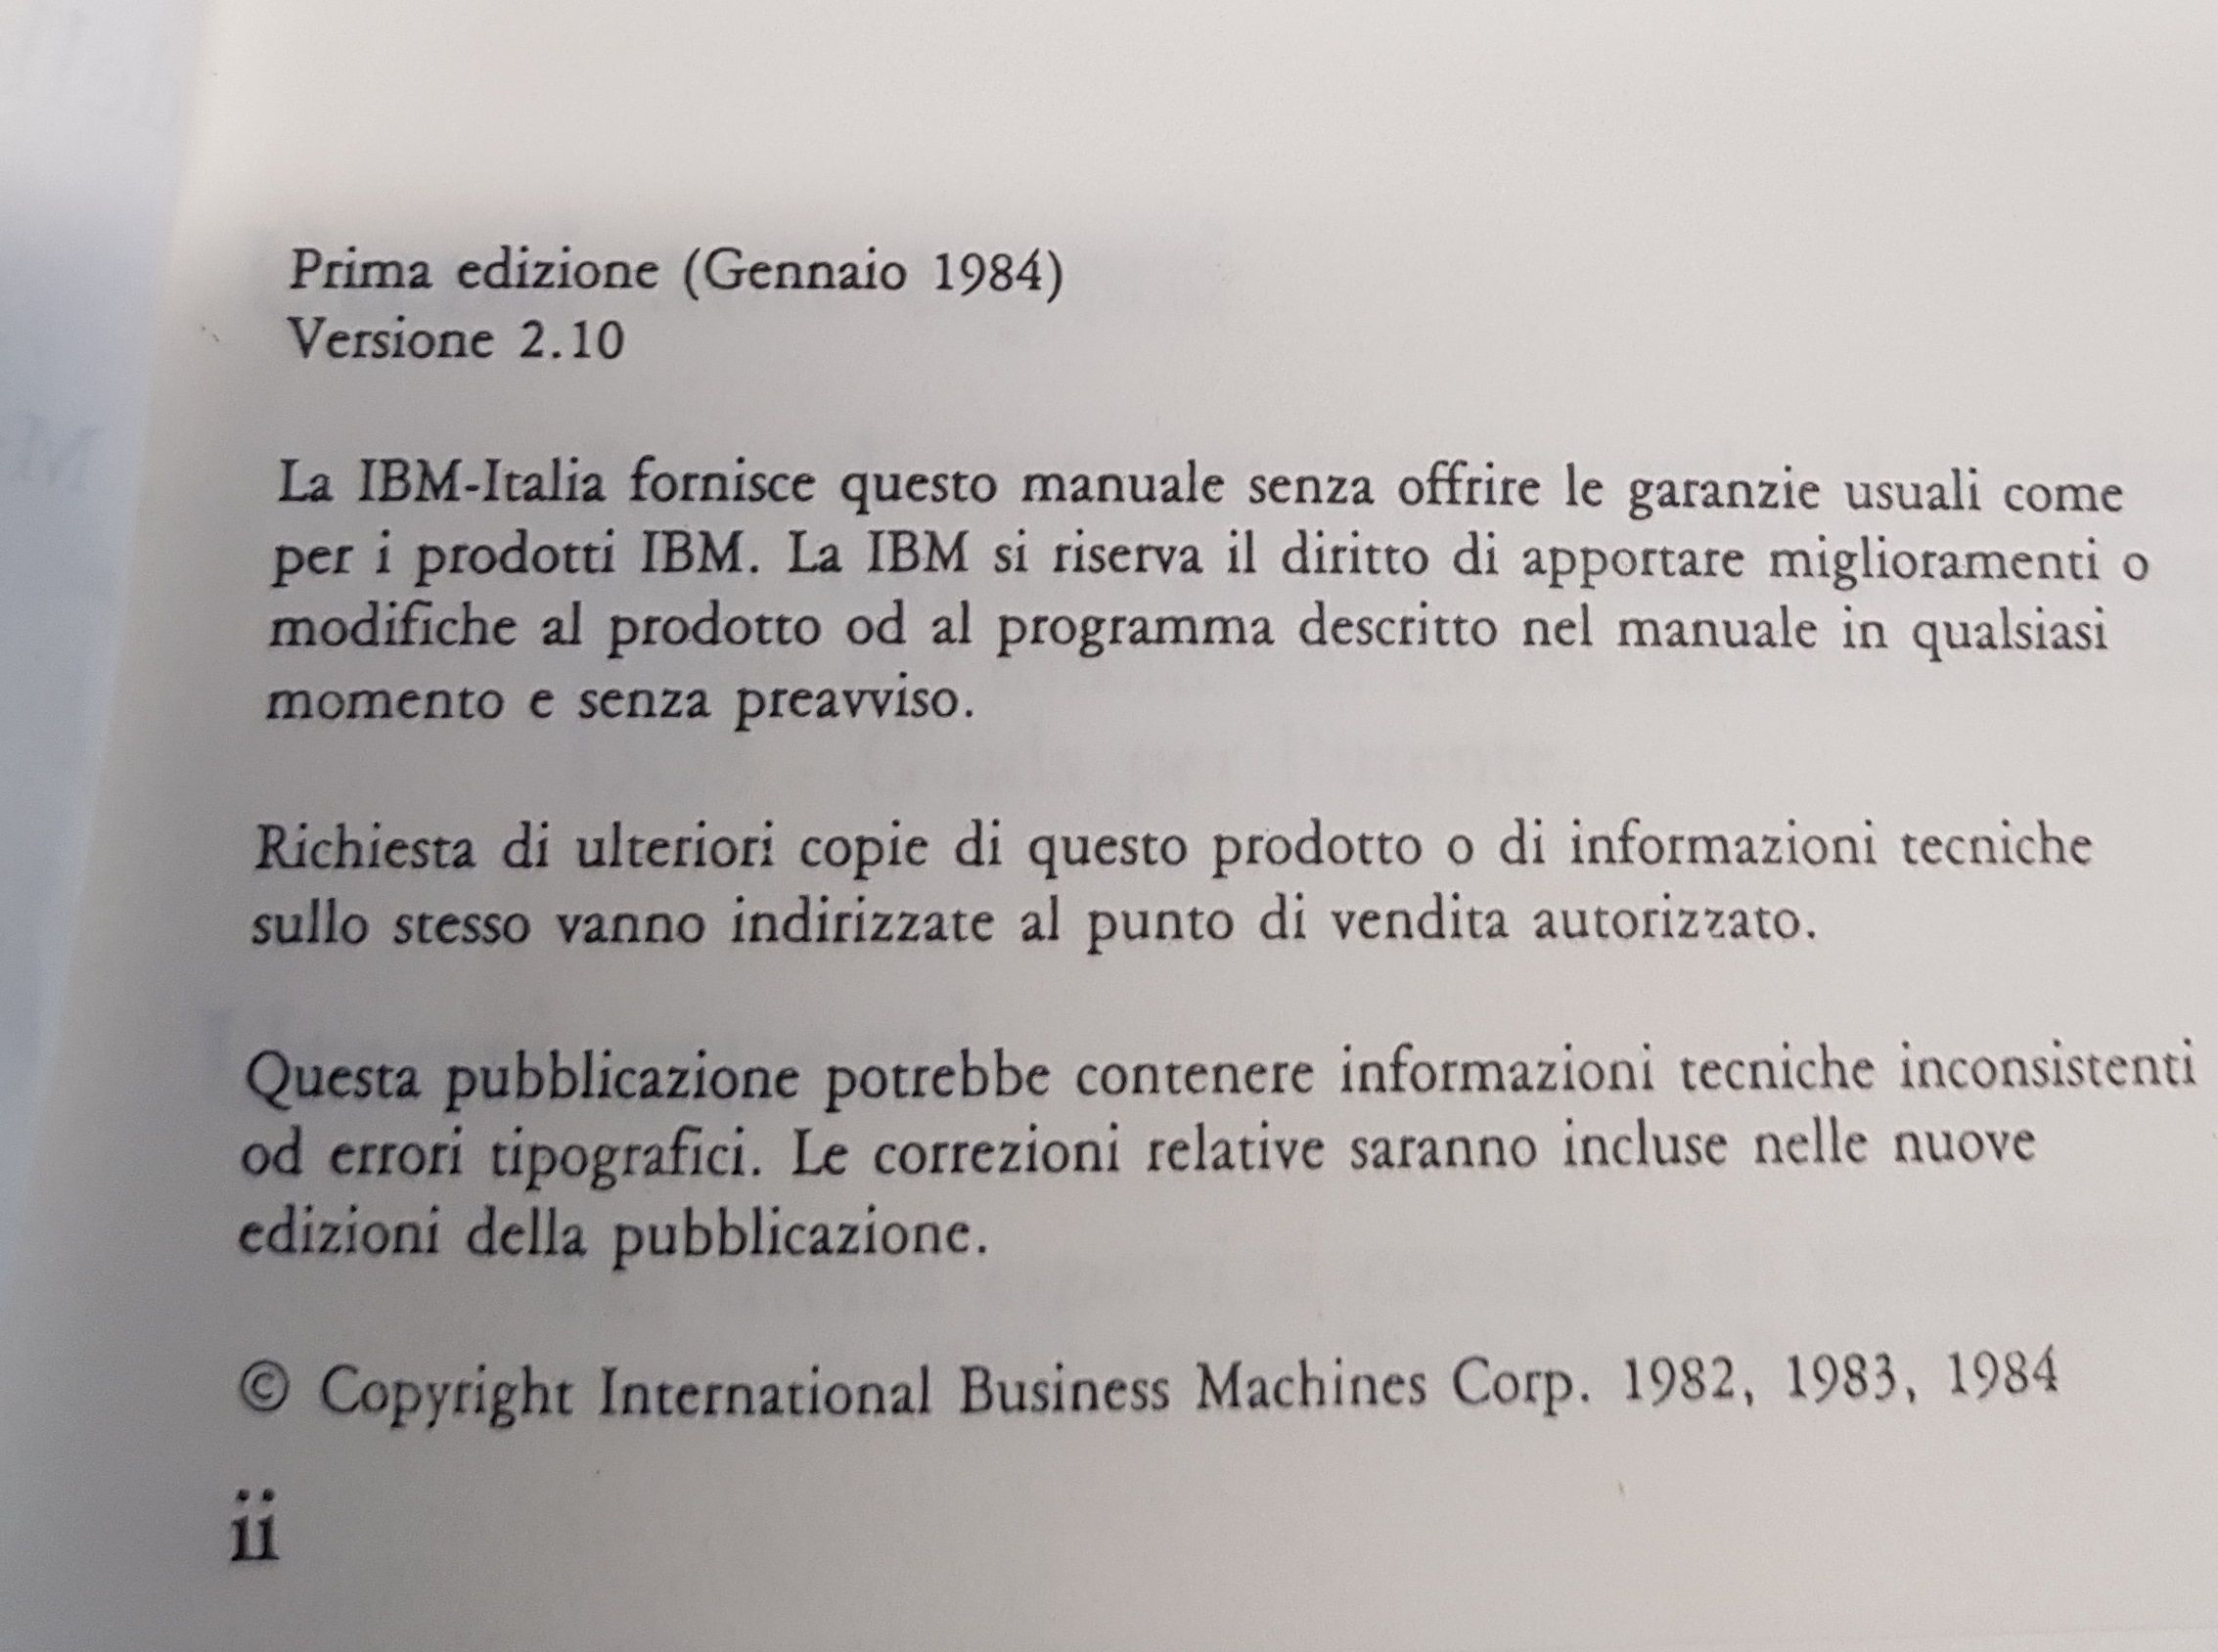 Prima edizione (Gennaio 1984)
Versione 2.10
La IBM-Italia fornisce questo manuale senza offrire le garanzie usuali come
per i prodotti IBM. La IBM si riserva il diritto di apportare miglioramenti o
modifiche al prodotto od al programma descritto nel manuale in qualsiasi
momento e senza preavviso.
Richiesta di ulteriori copie di questo prodotto o di informazioni tecniche
sullo stesso vanno indirizzate al punto di vendita autorizzato.
Questa pubblicazione potrebbe contenere informazioni tecniche inconsistenti
od errori tipografici. Le correzioni relative saranno incluse nelle nuove
edizioni della pubblicazione.
© Copyright International Business Machines Corp. 1982, 1983, 1984
ii